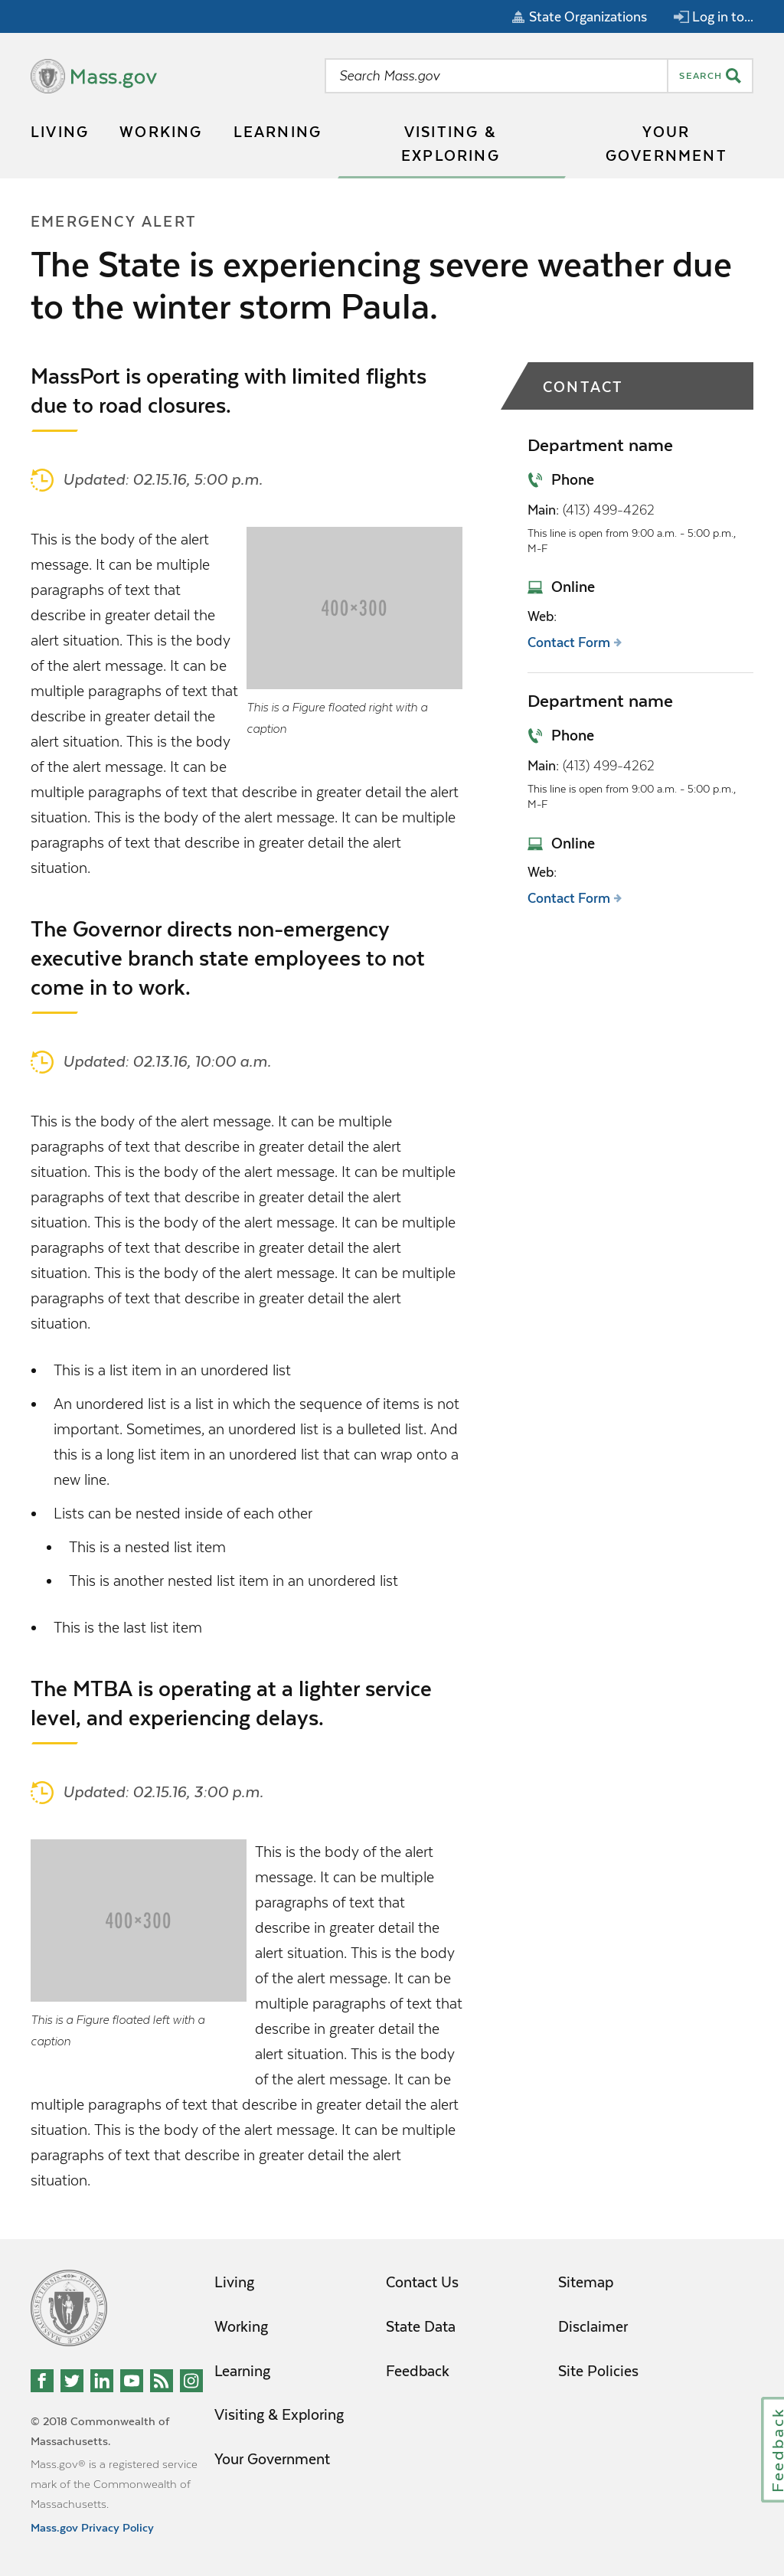 State Organizations
Log in to...
Mass.gov
Search Mass.gov
SEARCH
LIVING
WORKING
LEARNING
VISITING &
EXPLORING
YOUR
GOVERNMENT
EMERGENCY ALERT
The State is experiencing severe weather due
to the winter storm Paula.
MassPort is operating with limited flights
due to road closures.
Updated: 02.15.16, 5:00 p.m.
This is the body of the alert
message. It can be multiple
paragraphs of text that
describe in greater detail the
alert situation. This is the body
of the alert message. It can be
multiple paragraphs of text that
describe in greater detail the
alert situation. This is the body
of the alert message. It can be
multiple paragraphs of text that describe in greater detail the alert
situation. This is the body of the alert message. It can be multiple
paragraphs of text that describe in greater detail the alert
situation.
400×300
This is a Figure floated right with a
caption
The Governor directs non-emergency
executive branch state employees to not
come in to work.
Updated: 02.13.16, 10:00 a.m.
This is the body of the alert message. It can be multiple
paragraphs of text that describe in greater detail the alert
situation. This is the body of the alert message. It can be multiple
paragraphs of text that describe in greater detail the alert
situation. This is the body of the alert message. It can be multiple
paragraphs of text that describe in greater detail the alert
situation. This is the body of the alert message. It can be multiple
paragraphs of text that describe in greater detail the alert
situation.
• This is a list item in an unordered list
• An unordered list is a list in which the sequence of items is not
important. Sometimes, an unordered list is a bulleted list. And
this is a long list item in an unordered list that can wrap onto a
new line.
• Lists can be nested inside of each other
• This is a nested list item
• This is another nested list item in an unordered list
• This is the last list item
The MTBA is operating at a lighter service
level, and experiencing delays.
Updated: 02.15.16, 3:00 p.m.
400×300
This is a Figure floated left with a
caption
This is the body of the alert
message. It can be multiple
paragraphs of text that
describe in greater detail the
alert situation. This is the body
of the alert message. It can be
multiple paragraphs of text that
describe in greater detail the
alert situation. This is the body
of the alert message. It can be
multiple paragraphs of text that describe in greater detail the alert
situation. This is the body of the alert message. It can be multiple
paragraphs of text that describe in greater detail the alert
situation.
CONTACT
Department name
Phone
Main: (413) 499-4262
This line is open from 9:00 a.m. - 5:00 p.m.,
M-F
Online
Web:
Contact Form
Department name
Phone
Main: (413) 499-4262
This line is open from 9:00 a.m. - 5:00 p.m.,
M-F
Online
Web:
Contact Form
© 2018 Commonwealth of
Massachusetts.
Mass.gov® is a registered service
mark of the Commonwealth of
Massachusetts.
Mass.gov Privacy Policy
Living
Working
Learning
Visiting & Exploring
Your Government
Contact Us
State Data
Feedback
Sitemap
Disclaimer
Site Policies
Feedback